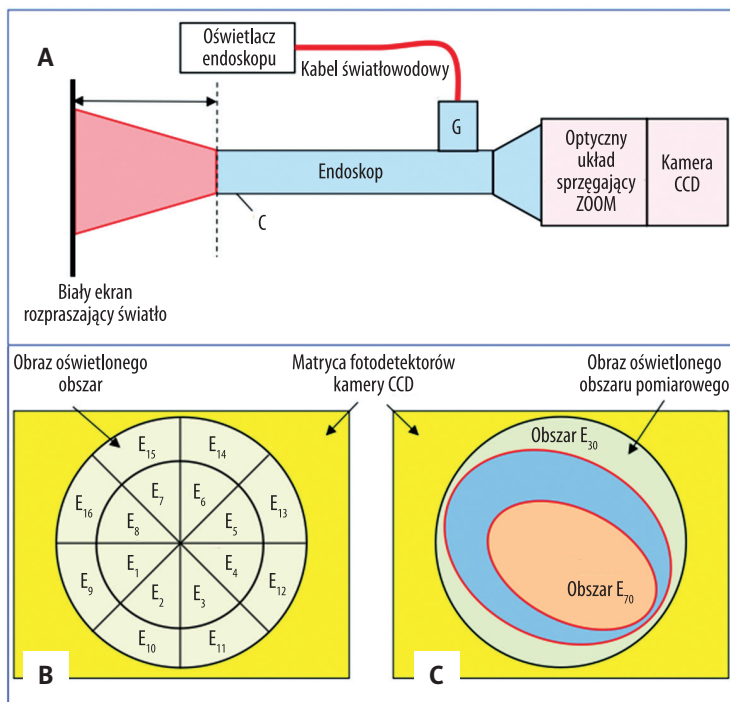 A
Oświetlacz
endoskopu
Kabel światłowodowy
G
Endoskop
Optyczny
układ
sprzęgający
ZOOM
Kamera
CCD
C
Biały ekran
rozpraszający światło
Obraz oświetlonego
obszar
Matryca fotodetektorów
kamery CCD
Obraz oświetlonego
obszaru pomiarowego
E15 E14
E16 E7 E6 E13
E8 E5
E9 E1 E4 E12
E2 E3
E10 E11
B
Obszar E30
Obszar E70
C